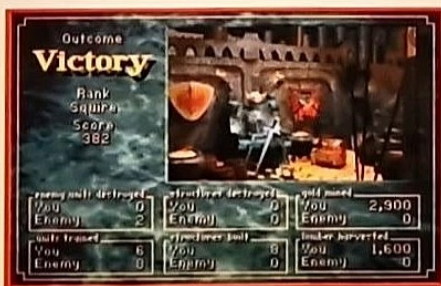 Outcome
Victory
Rank
Squire
Score
382
enemy units destroyed
You 0
Enemy 2
structures destroyed
You 0
Enemy 0
gold mined
You 2,900
Enemy 0
units trained
You 6
Enemy 0
structures built
You 8
Enemy 0
lumber harvested
You 1,600
Enemy 0